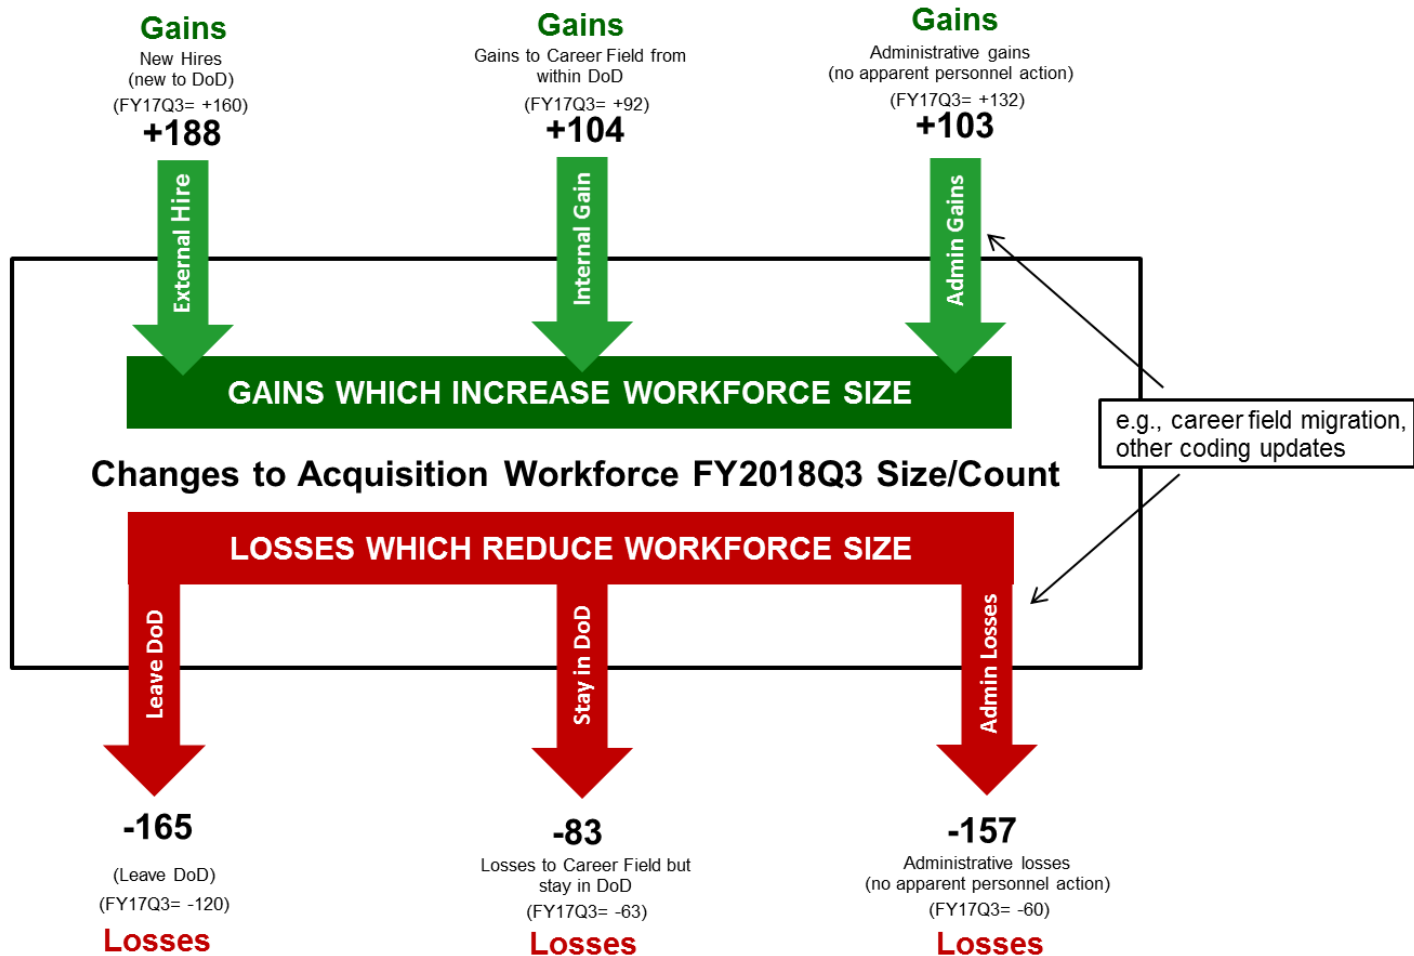 Gains
New Hires
(new to DoD)
(FY17Q3= +160)
+188
Gains
Gains to Career Field from
within DoD
(FY17Q3= +92)
+104
Gains
Administrative gains
(no apparent personnel action)
(FY17Q3= +132)
+103
External Hire
Internal Gain
Admin Gains
GAINS WHICH INCREASE WORKFORCE SIZE
e.g., career field migration,
other coding updates
Changes to Acquisition Workforce FY2018Q3 Size/Count
LOSSES WHICH REDUCE WORKFORCE SIZE
Leave DoD
Stay in DoD
Admin Losses
-165
(Leave DoD)
(FY17Q3= -120)
Losses
-83
Losses to Career Field but
stay in DoD
(FY17Q3= -63)
Losses
-157
Administrative losses
(no apparent personnel action)
(FY17Q3= -60)
Losses